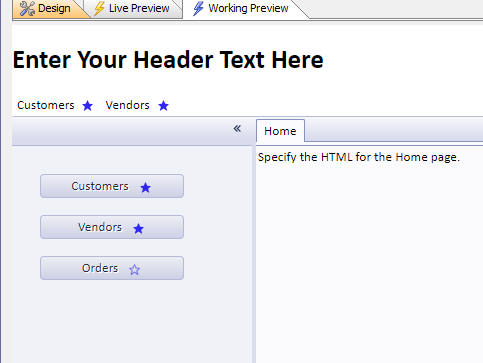 Design Live Preview Working Preview
Enter Your Header Text Here
Customers Vendors
« Home
Specify the HTML for the Home page.
Customers
Vendors
Orders